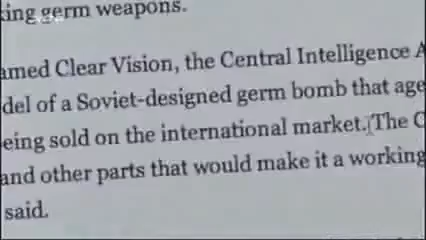 king germ weapons.
amed Clear Vision, the Central Intelligence A
del of a Soviet-designed germ bomb that age
eing sold on the international market. The C
and other parts that would make it a working
said.